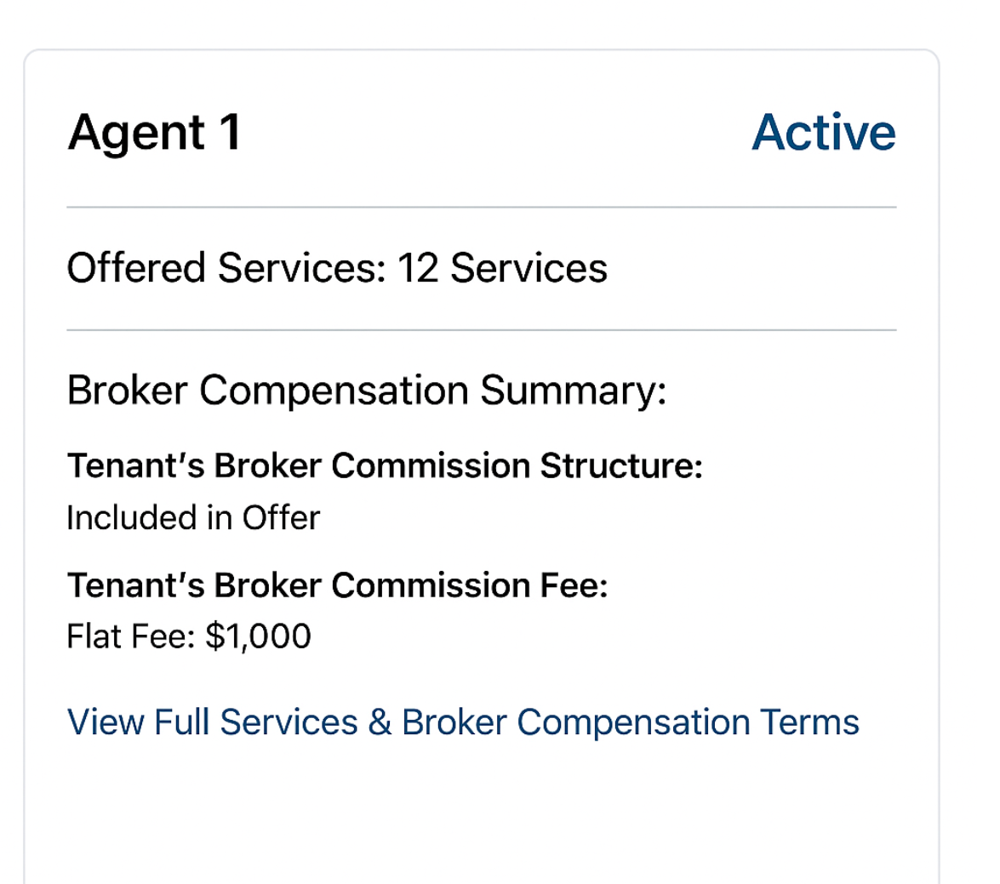 Agent 1
Active
Offered Services: 12 Services
Broker Compensation Summary:
Tenant’s Broker Commission Structure:
Included in Offer
Tenant’s Broker Commission Fee:
Flat Fee: $1,000
View Full Services & Broker Compensation Terms